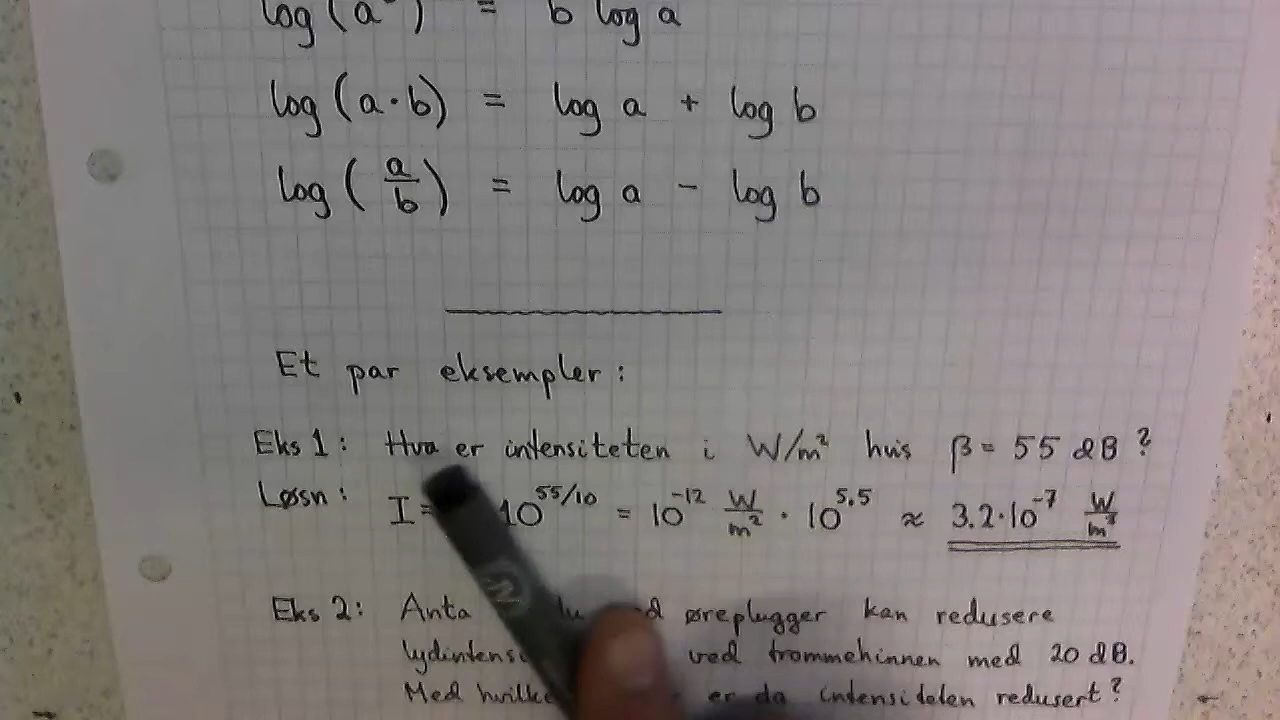 log(a ) = b log a
log(a·b) = log a + log b
log(a/b) = log a - log b
Et par eksempler:
Eks 1: Hva er intensiteten i W/m² hvis β = 55 dB ?
Løsn: I = 10^55/10 = 10^-12 W/m² · 10^5.5 ≈ 3.2·10^-7 W/m²
Eks 2: Anta øreplugger kan redusere
ved trommehinnen med 20 dB.
Med er da intensiteten redusert?